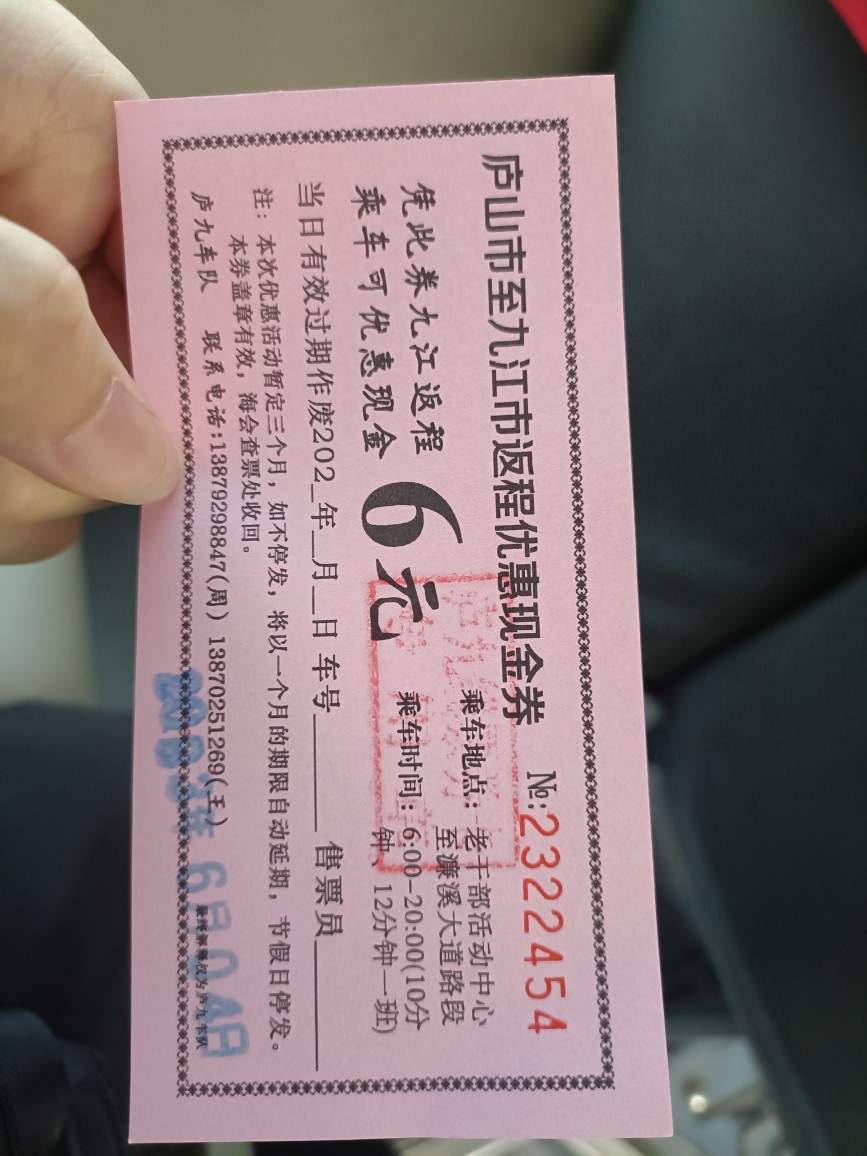 庐山市至九江市返程优惠现金券
№:2322454
凭此券九江返程
乘车可优惠现金
6元
乘车地点：老干部活动中心
至濂溪大道路段
乘车时间：6:00-20:00(10分
钟、12分钟一班)
当日有效过期作废202_年_月_日 车号______ 售票员______
注：本次优惠活动暂定三个月，如不停发，将以一个月的期限自动延期，节假日停发。
本券盖章有效，海会查票处收回。
庐九车队 联系电话:13879298847(周) 13870251269(王)
6月04日